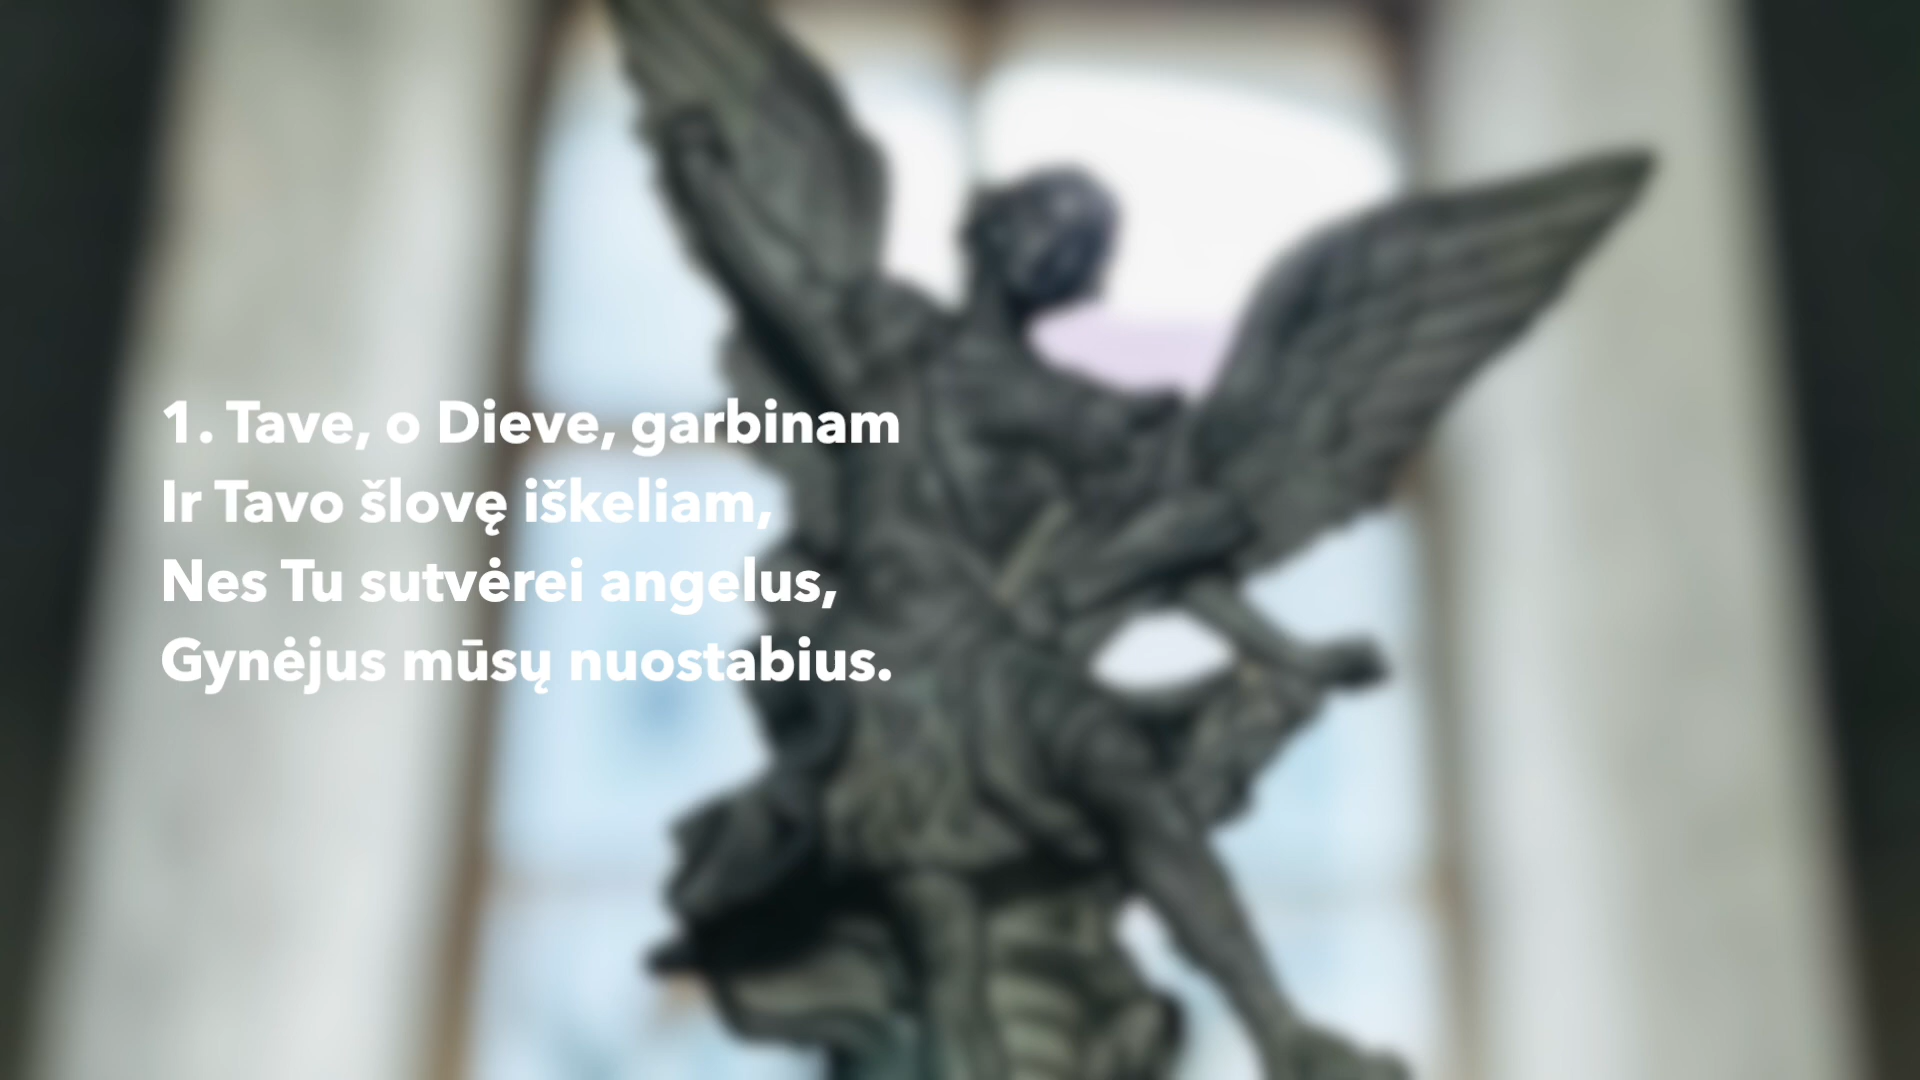 1. Tave, o Dieve, garbinam
Ir Tavo šlovę iškeliam,
Nes Tu sutvėrei angelus,
Gynėjus mūsų nuostabius.